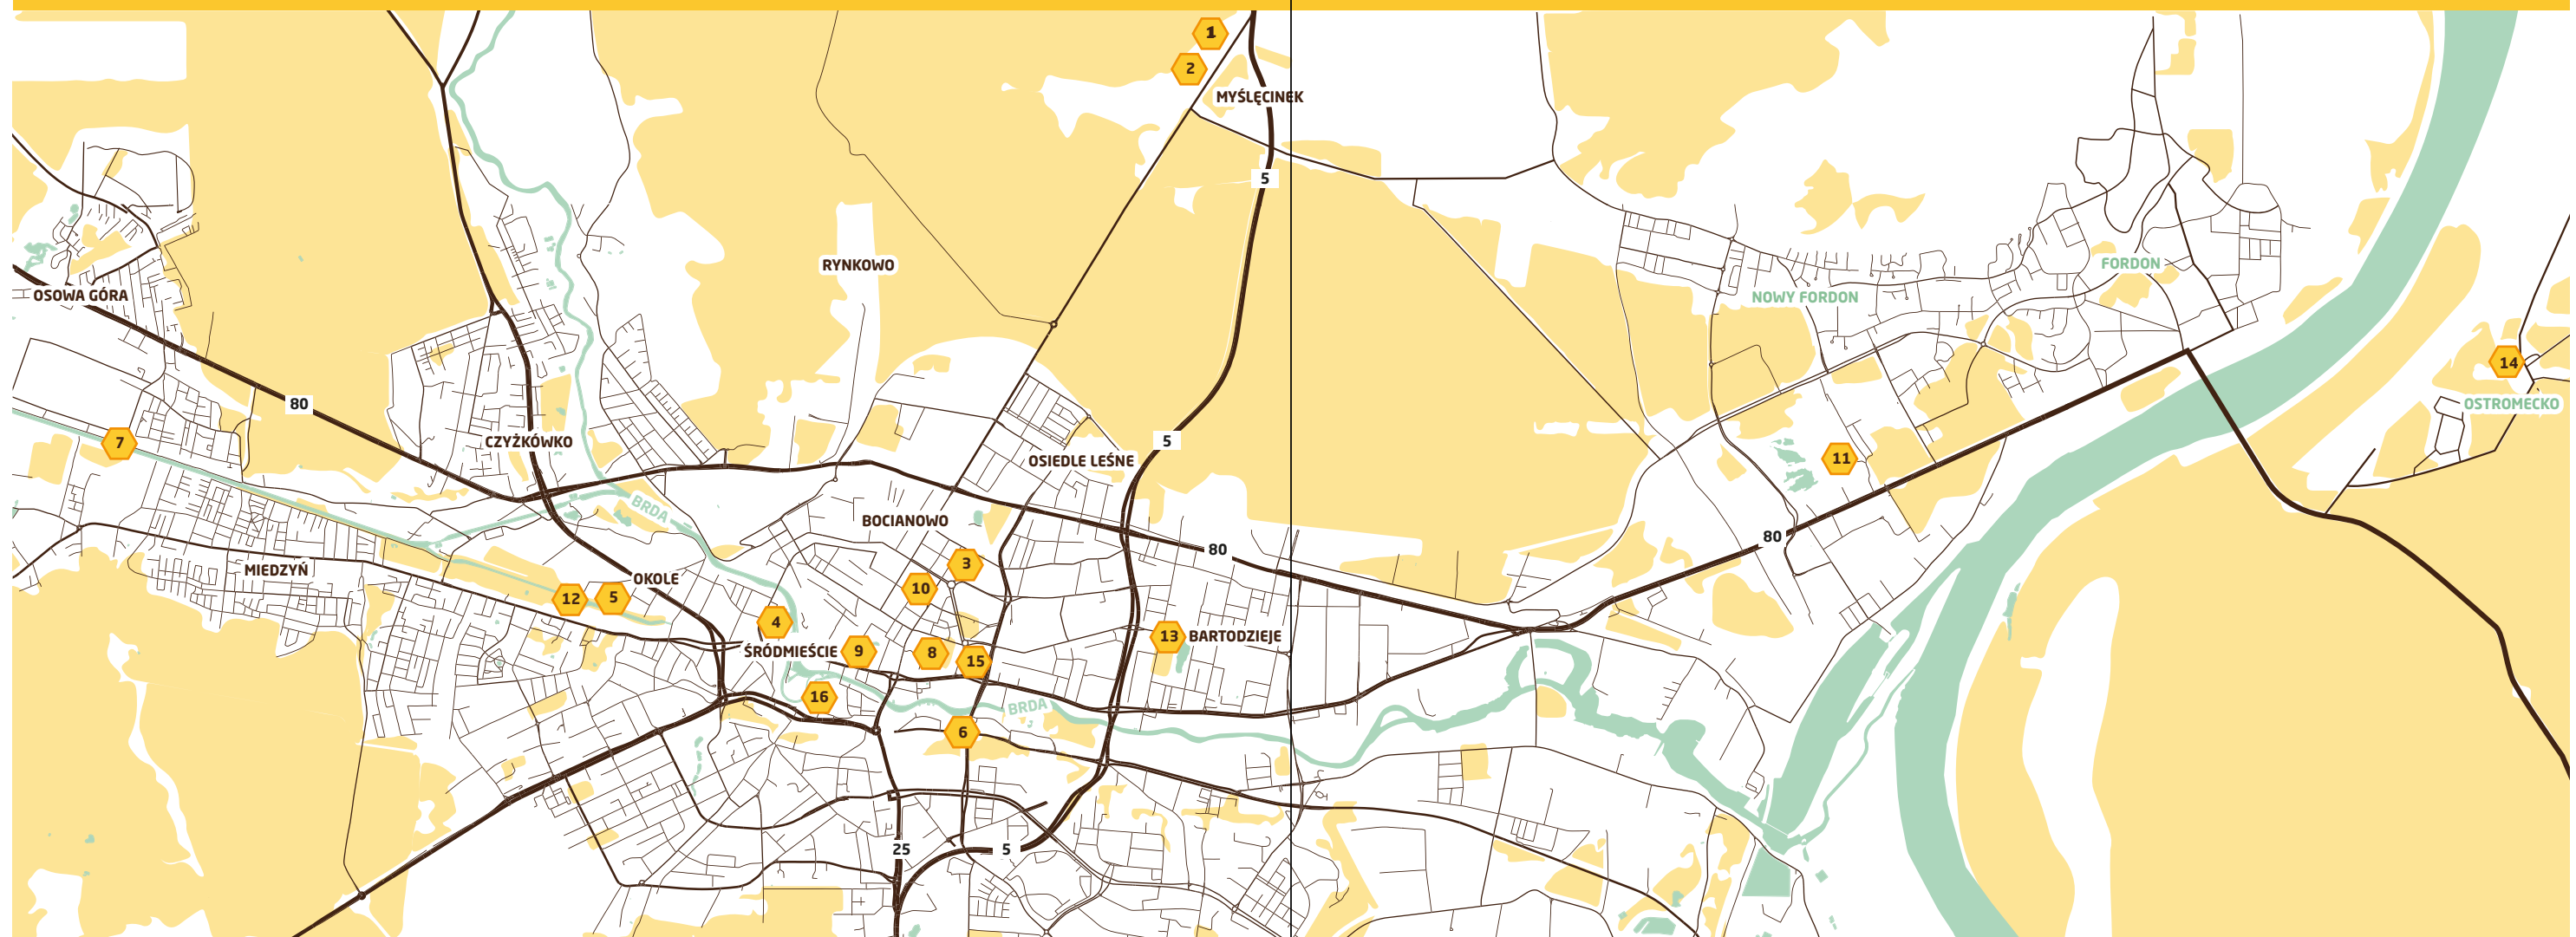 1
2
MYŚLĘCINEK
5
RYNKOWO
FORDON
OSOWA GÓRA
NOWY FORDON
14
80
OSTROMECKO
7
CZYŻKÓWKO
5
OSIEDLE LEŚNE
11
BRDA
BOCIANOWO
80
80
MIEDZYŃ
3
OKOLE
10
12
5
4
13
BARTODZIEJE
ŚRÓDMIEŚCIE
9
8
15
16
BRDA
6
25
5